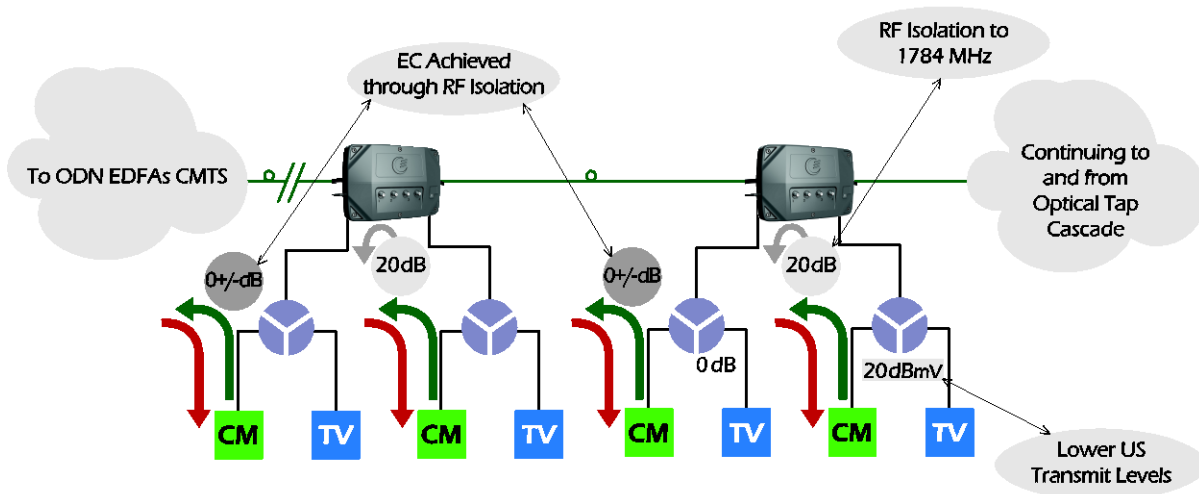 RF Isolation to
1784 MHz
EC Achieved
through RF Isolation
To ODN EDFAs CMTS
Continuing to
and from
Optical Tap
Cascade
0+/-dB
20dB
0+/-dB
20dB
0 dB
20dBmV
CM
TV
CM
TV
CM
TV
CM
TV
Lower US
Transmit Levels